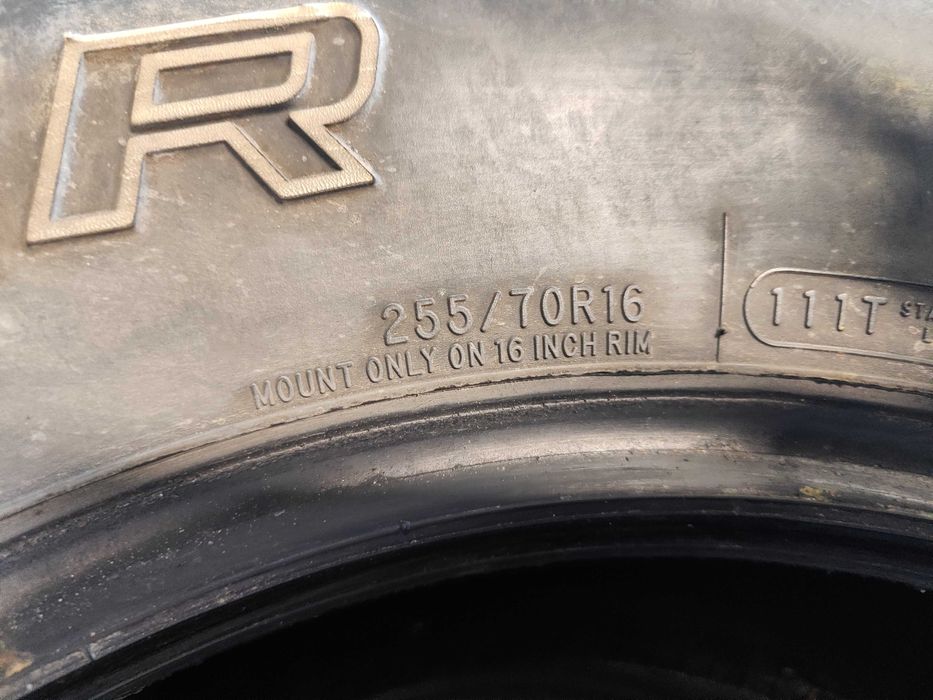 R
255/70R16
MOUNT ONLY ON 16 INCH RIM
111T